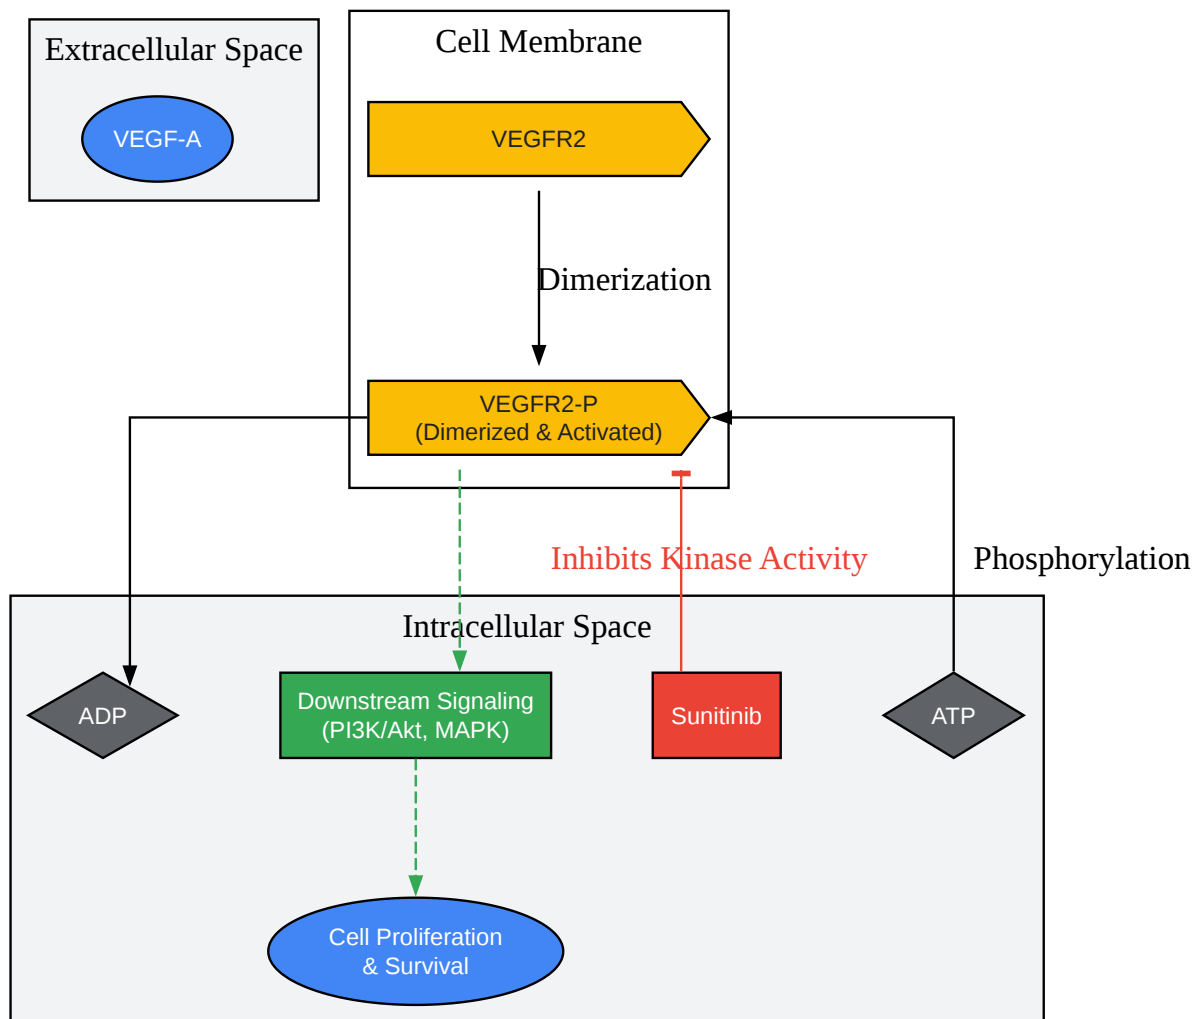 Extracellular Space
Cell Membrane
VEGF-A
VEGFR2
Dimerization
VEGFR2-P
(Dimerized & Activated)
Inhibits Kinase Activity
Phosphorylation
Intracellular Space
ADP
Downstream Signaling
(PI3K/Akt, MAPK)
Sunitinib
ATP
Cell Proliferation
& Survival